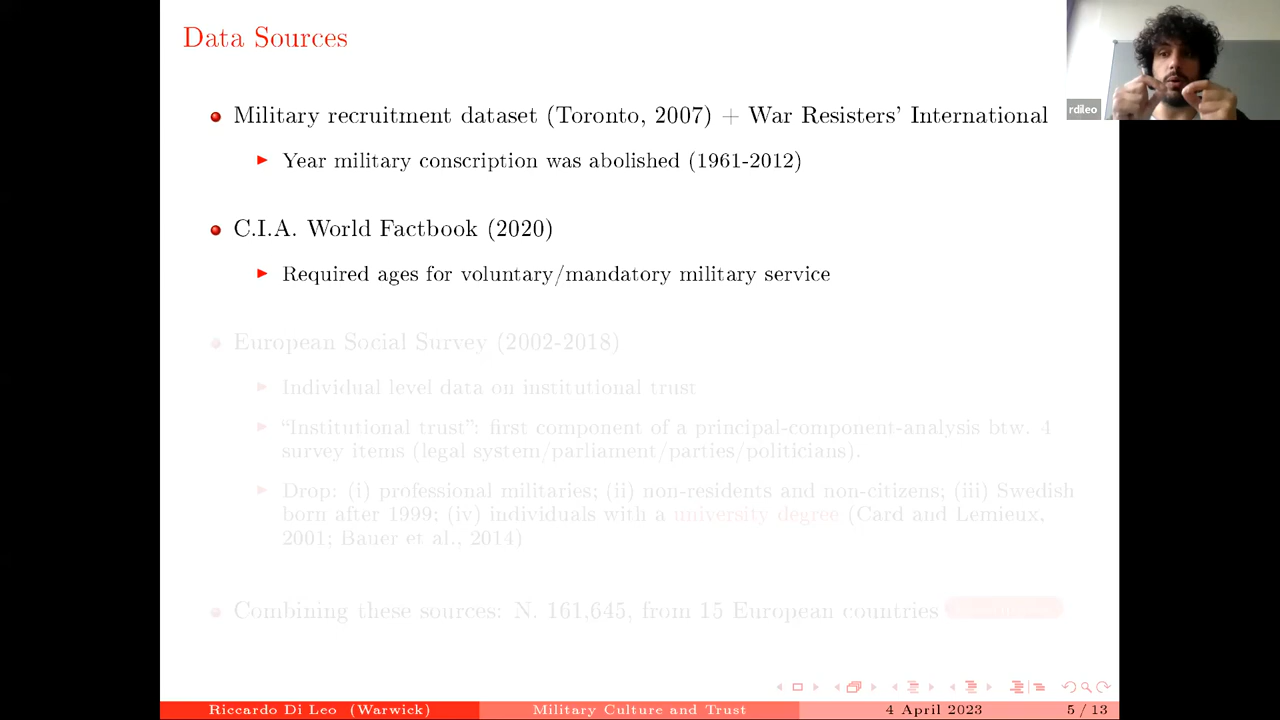 Data Sources
rdileo
Military recruitment dataset (Toronto, 2007) + War Resisters' International
Year military conscription was abolished (1961-2012)
C.I.A. World Factbook (2020)
Required ages for voluntary/mandatory military service
European Social Survey (2002-2018)
Individual level data on institutional trust
“Institutional trust”: first component of a principal-component-analysis btw. 4
survey items (legal system/parliament/parties/politicians).
Drop: (i) professional militaries; (ii) non-residents and non-citizens; (iii) Swedish
born after 1999; (iv) individuals with a university degree (Card and Lemieux,
2001; Bauer et al., 2014)
Combining these sources: N. 161,645, from 15 European countries
Riccardo Di Leo (Warwick)
Military Culture and Trust
4 April 2023
5 / 13